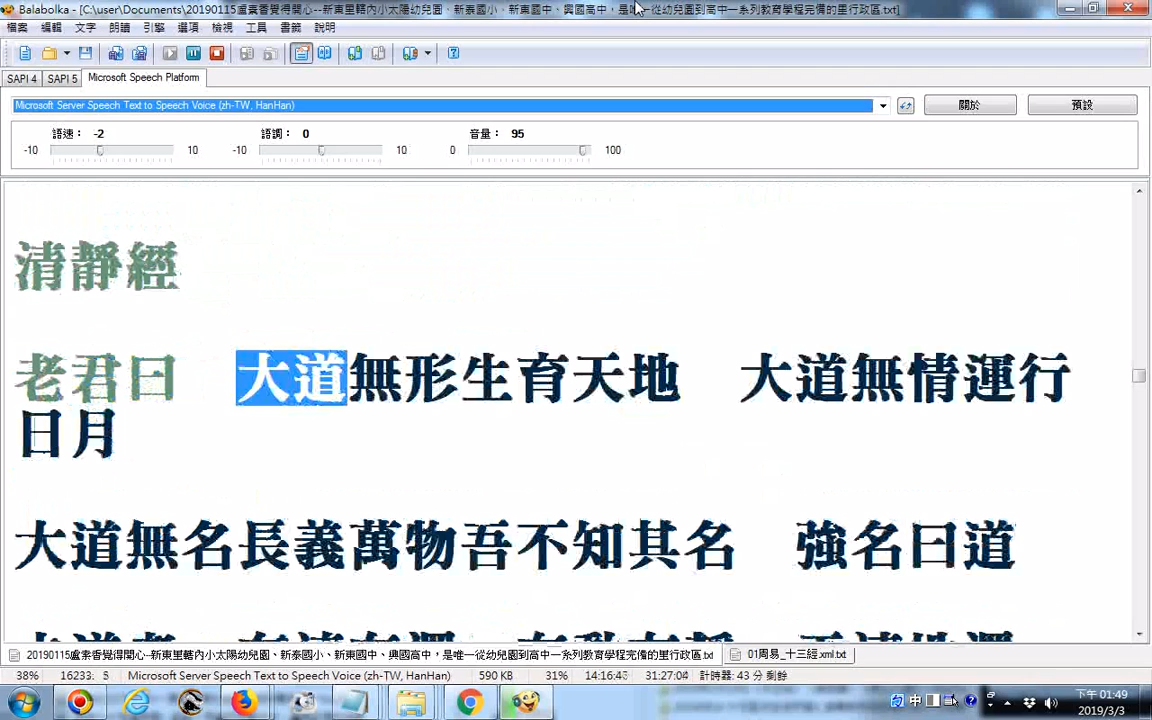 Balabolka - [C:\user\Documents\20190115盧素香覺得開心--新東里轄內小太陽幼兒園、新泰國小、新東國中、興國高中，是唯一從幼兒園到高中一系列教育學程完備的里行政區.txt]
檔案 編輯 文字 朗讀 引擎 選項 檢視 工具 書籤 說明
SAPI 4 SAPI 5 Microsoft Speech Platform
Microsoft Server Speech Text to Speech Voice (zh-TW, HanHan) 關於 預設
語速： -2 語調： 0 音量： 95
-10 10 -10 10 0 100
清靜經
老君曰 大道無形生育天地 大道無情運行
日月
大道無名長義萬物吾不知其名 強名曰道
20190115盧素香覺得開心--新東里轄內小太陽幼兒園、新泰國小、新東國中、興國高中，是唯一從幼兒園到高中一系列教育學程完備的里行政區.txt 01周易_十三經.xml.txt
38% 16233: 5 Microsoft Server Speech Text to Speech Voice (zh-TW, HanHan) 590 KB 31% 14:16:43 31:27:04 計時器: 43 分 剩餘
中 下午 01:49
2019/3/3